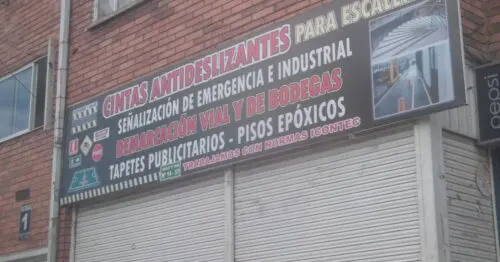 CINTAS ANTIDESLIZANTES PARA ESCALERAS
SEÑALIZACIÓN DE EMERGENCIA E INDUSTRIAL
DEMARCACIÓN VIAL Y DE BODEGAS
TAPETES PUBLICITARIOS - PISOS EPÓXICOS
TRABAJAMOS CON NORMAS ICONTEC
1